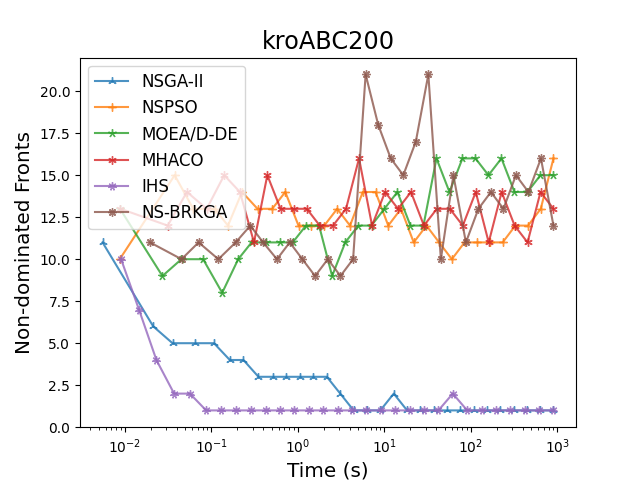 kroABC200
NSGA-II
NSPSO
MOEA/D-DE
MHACO
IHS
NS-BRKGA
Non-dominated Fronts
20.0
17.5
15.0
12.5
10.0
7.5
5.0
2.5
0.0
10⁻² 10⁻¹ 10⁰ 10¹ 10² 10³
Time (s)